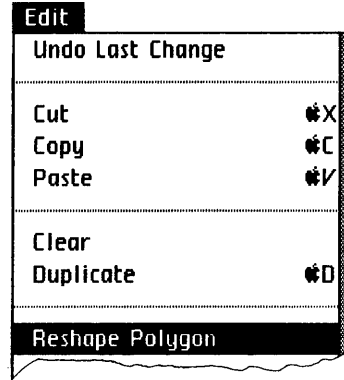 Edit
Undo Last Change
Cut X
Copy C
Paste V
Clear
Duplicate D
Reshape Polygon